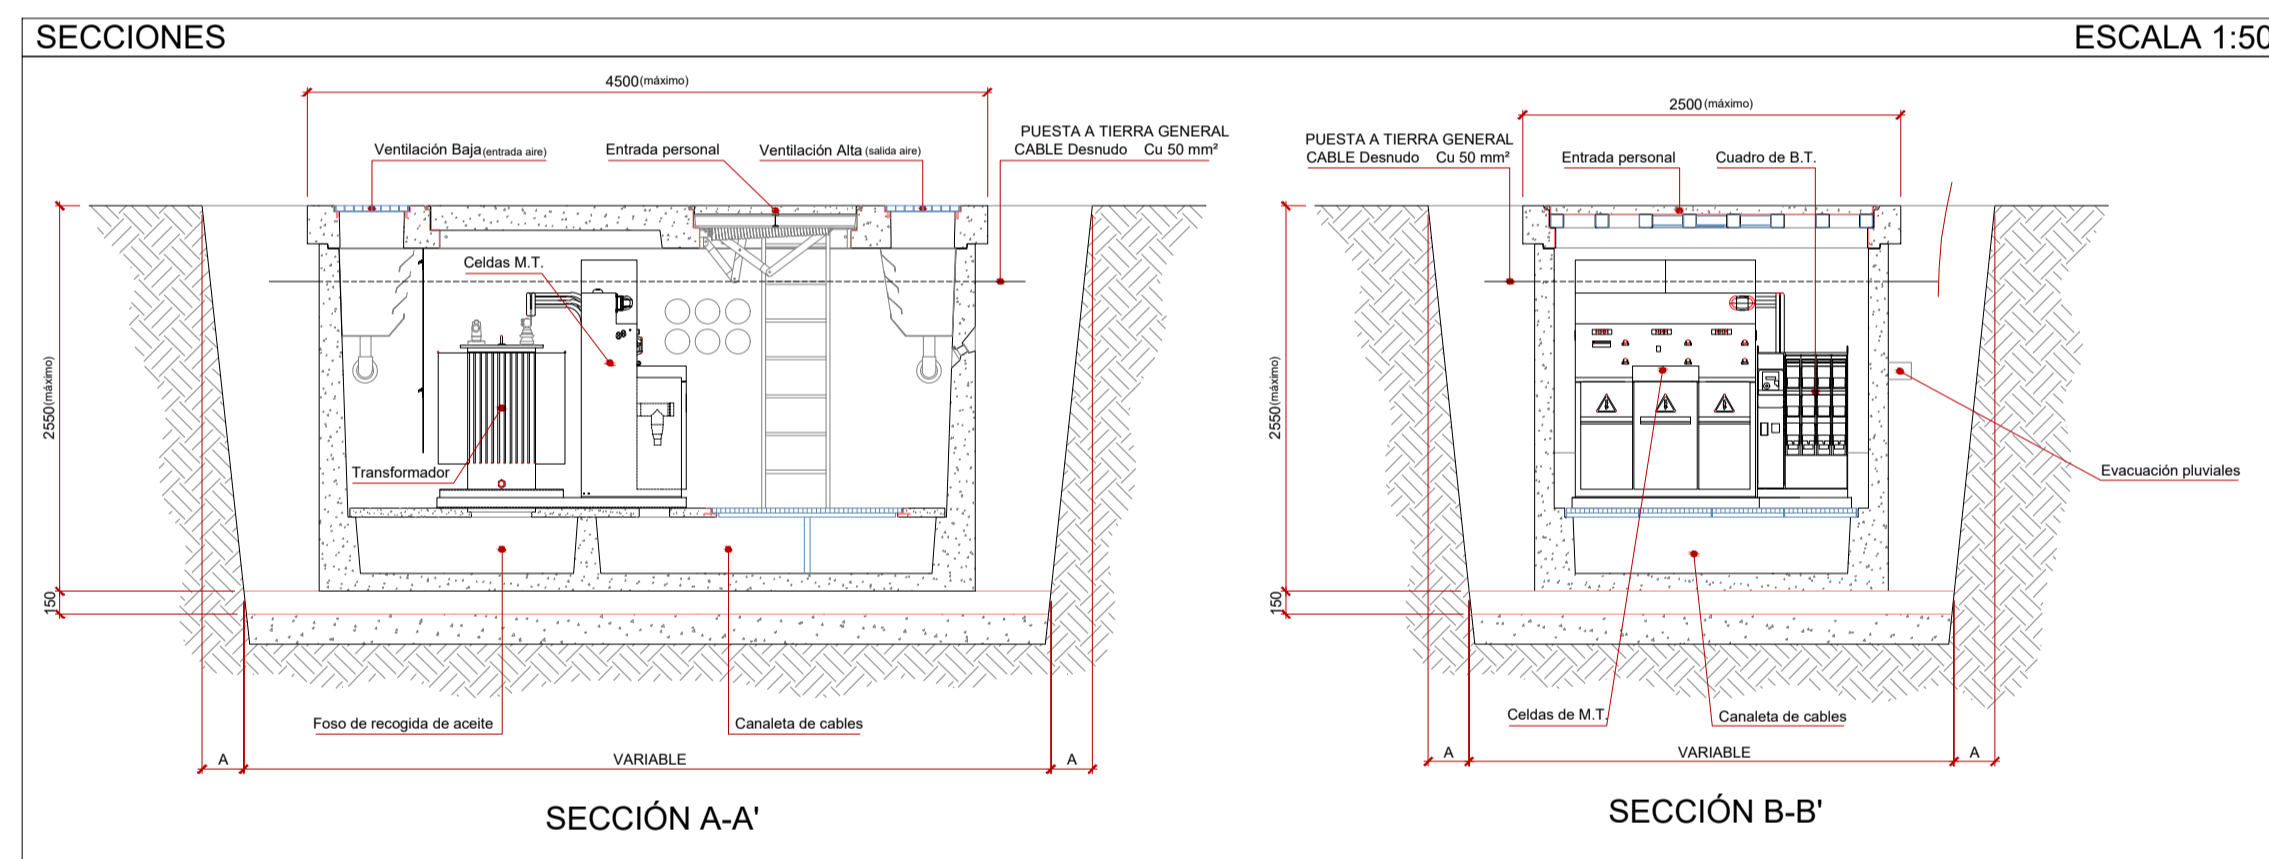 SECCIONES
ESCALA 1:50
4500(máximo)
Ventilación Baja(entrada aire)
Entrada personal
Ventilación Alta (salida aire)
PUESTA A TIERRA GENERAL
CABLE Desnudo Cu 50 mm²
Celdas M.T.
2550(máximo)
Transformador
150
Foso de recogida de aceite
Canaleta de cables
A
VARIABLE
A
SECCIÓN A-A'
2500(máximo)
PUESTA A TIERRA GENERAL
CABLE Desnudo Cu 50 mm²
Entrada personal
Cuadro de B.T.
2550(máximo)
Evacuación pluviales
150
Celdas de M.T.
Canaleta de cables
A
VARIABLE
A
SECCIÓN B-B'